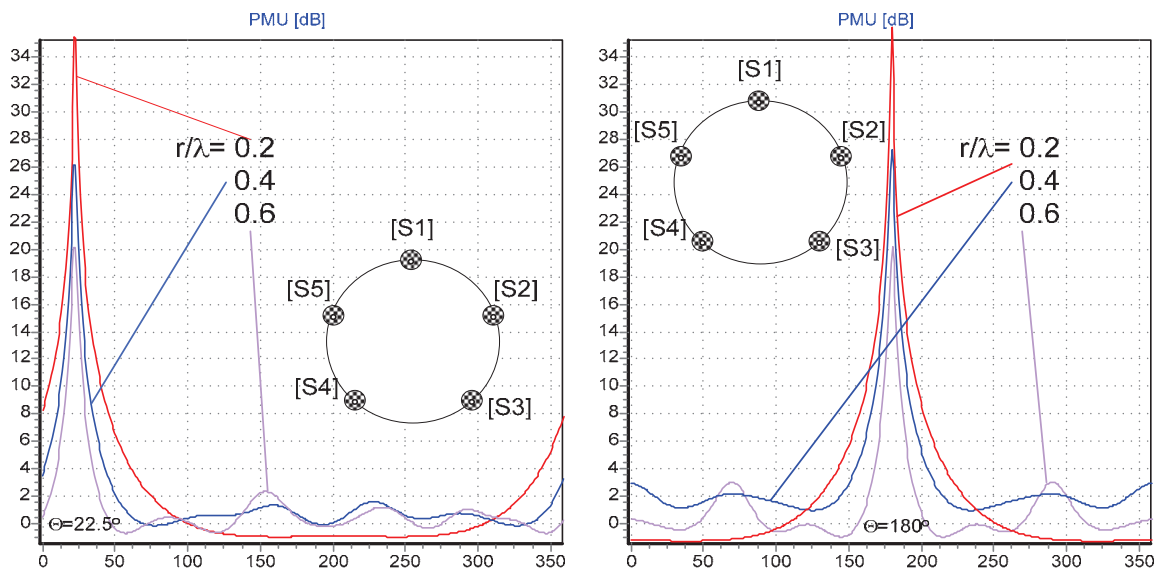 PMU [dB]
34
32
30
28
26
24
22
20
18
16
14
12
10
8
6
4
2
0
0 50 100 150 200 250 300
r/λ= 0.2
0.4
0.6
[S1]
[S5] [S2]
[S4] [S3]
Θ=22.5º
PMU [dB]
34
32
30
28
26
24
22
20
18
16
14
12
10
8
6
4
2
0
0 50 100 150 200 250 300 350
[S1]
[S5] [S2]
[S4] [S3]
r/λ= 0.2
0.4
0.6
Θ=180º